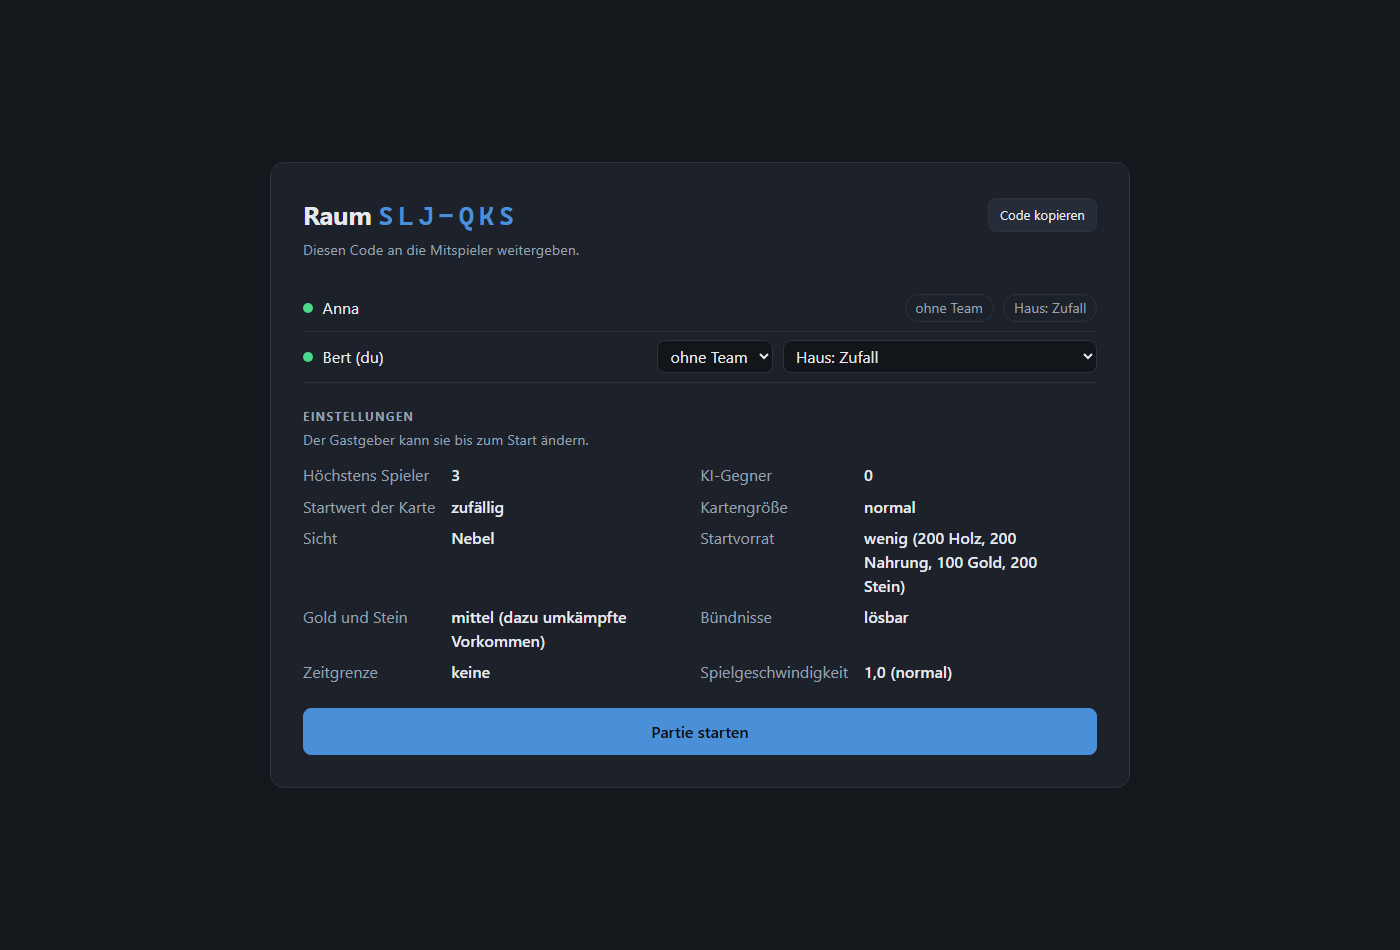 Raum SLJ-QKS
Code kopieren
Diesen Code an die Mitspieler weitergeben.
Anna
ohne Team
Haus: Zufall
Bert (du)
ohne Team
Haus: Zufall
EINSTELLUNGEN
Der Gastgeber kann sie bis zum Start ändern.
Höchstens Spieler 3
KI-Gegner 0
Startwert der Karte zufällig
Kartengröße normal
Sicht Nebel
Startvorrat wenig (200 Holz, 200
Nahrung, 100 Gold, 200
Stein)
Gold und Stein mittel (dazu umkämpfte
Vorkommen)
Bündnisse lösbar
Zeitgrenze keine
Spielgeschwindigkeit 1,0 (normal)
Partie starten